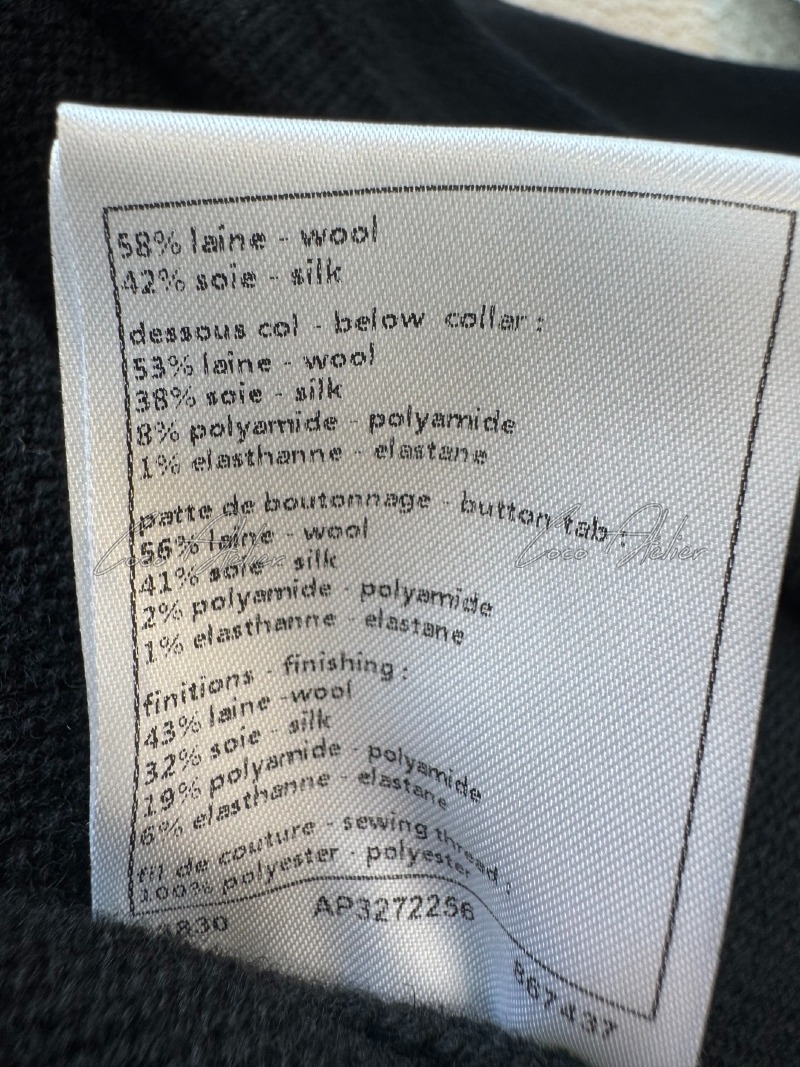 58% laine - wool
42% soie - silk
dessous col - below collar :
53% laine - wool
38% soie - silk
8% polyamide - polyamide
1% elasthanne - elastane
patte de boutonnage - button tab :
56% laine - wool
41% soie - silk
2% polyamide - polyamide
1% elasthanne - elastane
finitions - finishing :
43% laine -wool
32% soie - silk
19% polyamide - polyamide
6% elasthanne - elastane
fil de couture - sewing thread :
100% polyester - polyester
AP3272256
867437